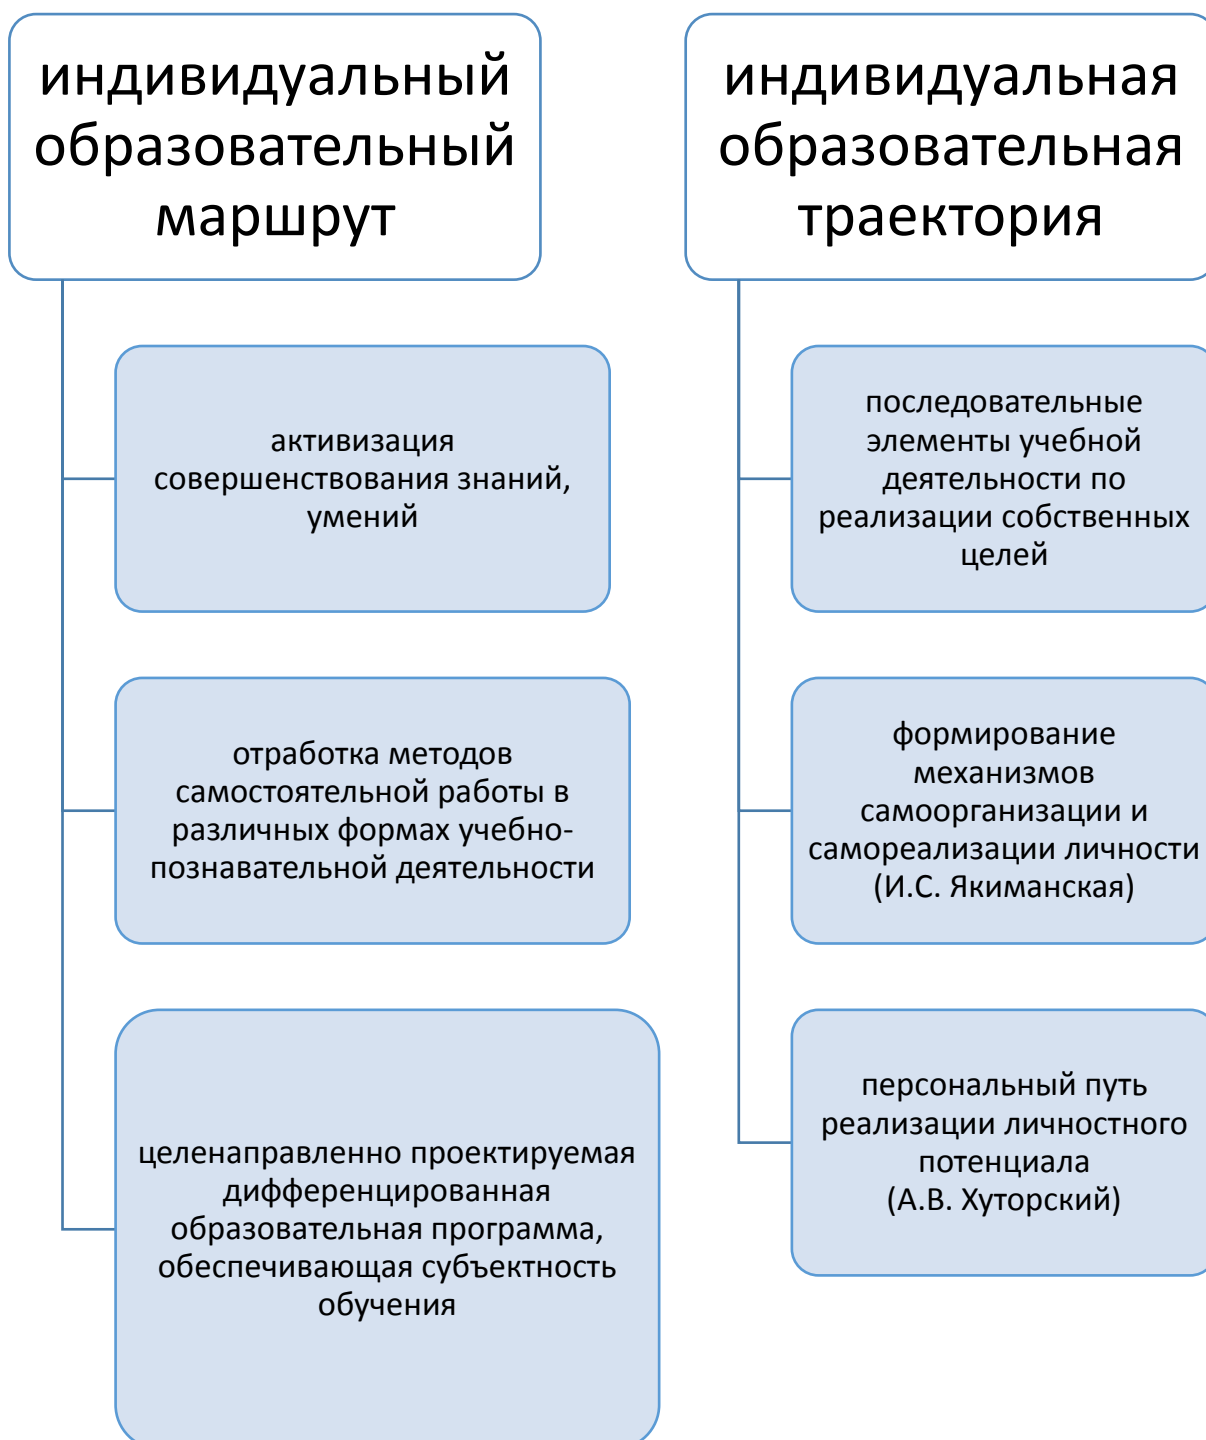 индивидуальный
образовательный
маршрут
активизация
совершенствования знаний,
умений
отработка методов
самостоятельной работы в
различных формах учебно-
познавательной деятельности
целенаправленно проектируемая
дифференцированная
образовательная программа,
обеспечивающая субъектность
обучения
индивидуальная
образовательная
траектория
последовательные
элементы учебной
деятельности по
реализации собственных
целей
формирование
механизмов
самоорганизации и
самореализации личности
(И.С. Якиманская)
персональный путь
реализации личностного
потенциала
(А.В. Хуторский)